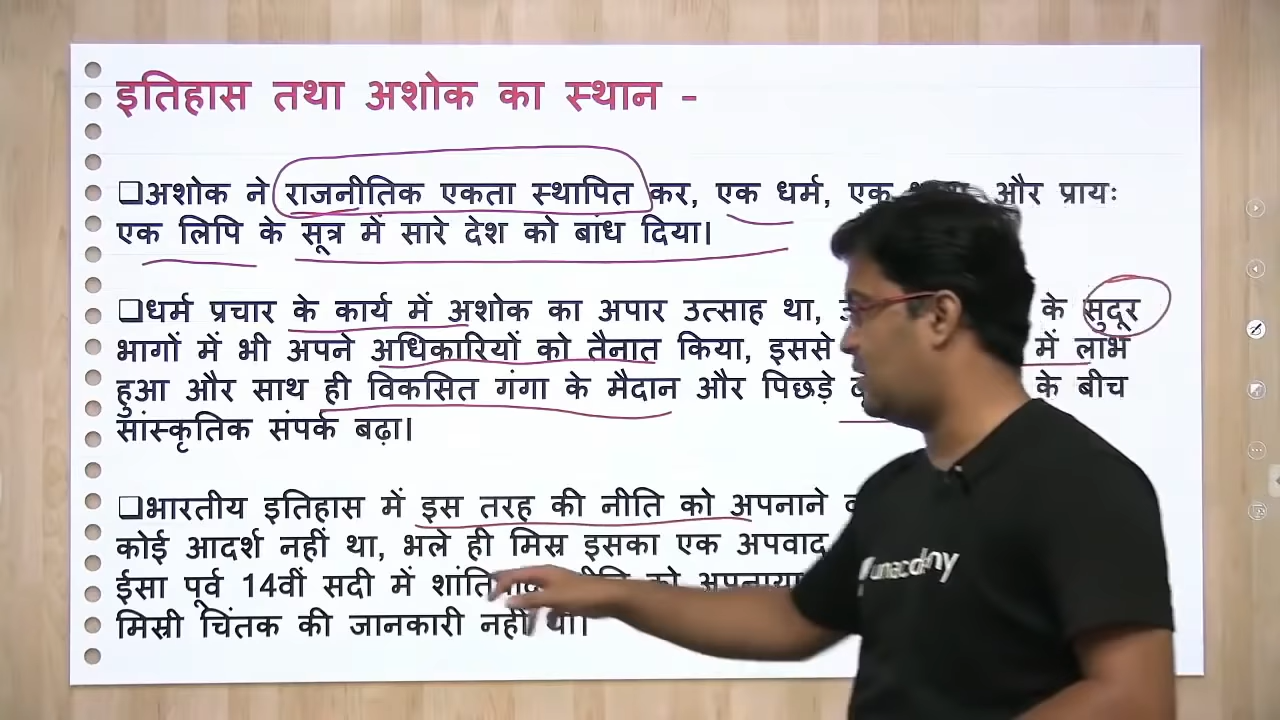 इतिहास तथा अशोक का स्थान -
❑अशोक ने राजनीतिक एकता स्थापित कर, एक धर्म, एक और प्रायः
एक लिपि के सूत्र में सारे देश को बांध दिया।
❑धर्म प्रचार के कार्य में अशोक का अपार उत्साह था, के सुदूर
भागों में भी अपने अधिकारियों को तैनात किया, इससे में लाभ
हुआ और साथ ही विकसित गंगा के मैदान और पिछड़े के बीच
सांस्कृतिक संपर्क बढ़ा।
❑भारतीय इतिहास में इस तरह की नीति को अपनाने
कोई आदर्श नहीं था, भले ही मिस्र इसका एक अपवाद
ईसा पूर्व 14वीं सदी में
मिस्री चिंतक की जानकारी नहीं थी।
unacademy